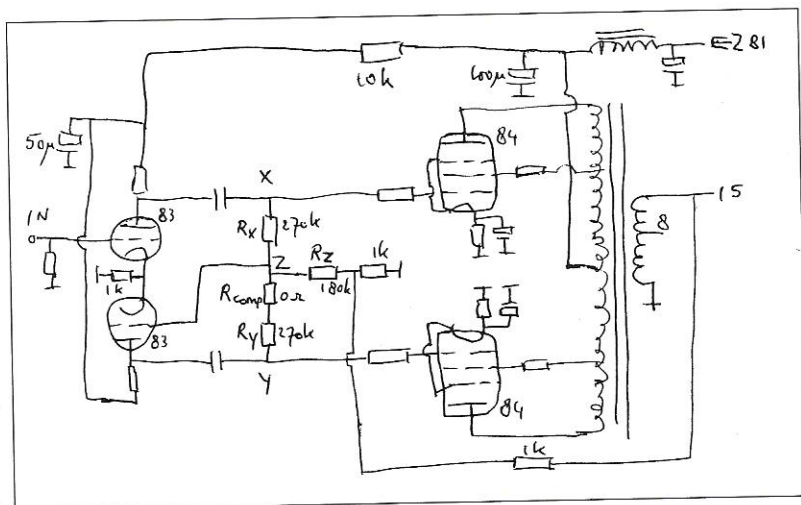 10k
100µ
EZ81
50µ
84
X
IN
83
Rx 270k
15
8
Z
Rz
1k
1k
180k
Rcomp 0Ω
Ry 270k
83
Y
84
1k